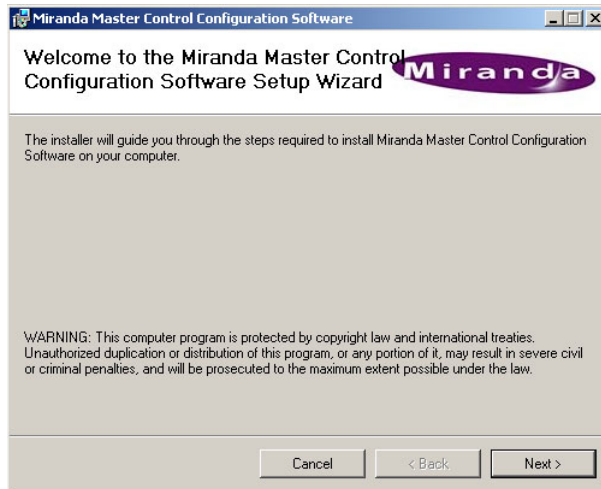 Miranda Master Control Configuration Software
Welcome to the Miranda Master Control
Configuration Software Setup Wizard
Miranda
The installer will guide you through the steps required to install Miranda Master Control Configuration
Software on your computer.
WARNING: This computer program is protected by copyright law and international treaties.
Unauthorized duplication or distribution of this program, or any portion of it, may result in severe civil
or criminal penalties, and will be prosecuted to the maximum extent possible under the law.
Cancel
< Back
Next >